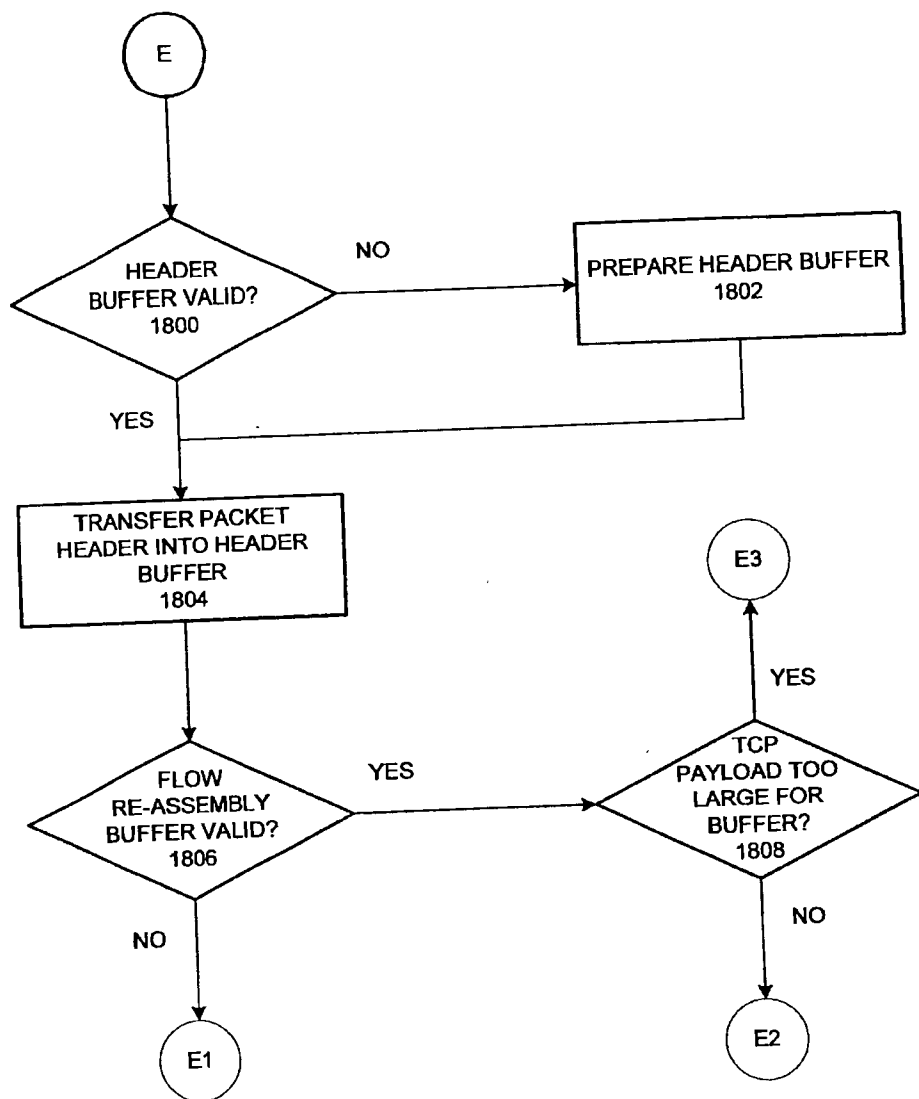 E
HEADER
BUFFER VALID?
1800
NO
PREPARE HEADER BUFFER
1802
YES
TRANSFER PACKET
HEADER INTO HEADER
BUFFER
1804
E3
YES
FLOW
RE-ASSEMBLY
BUFFER VALID?
1806
YES
TCP
PAYLOAD TOO
LARGE FOR
BUFFER?
1808
NO
NO
E1
E2